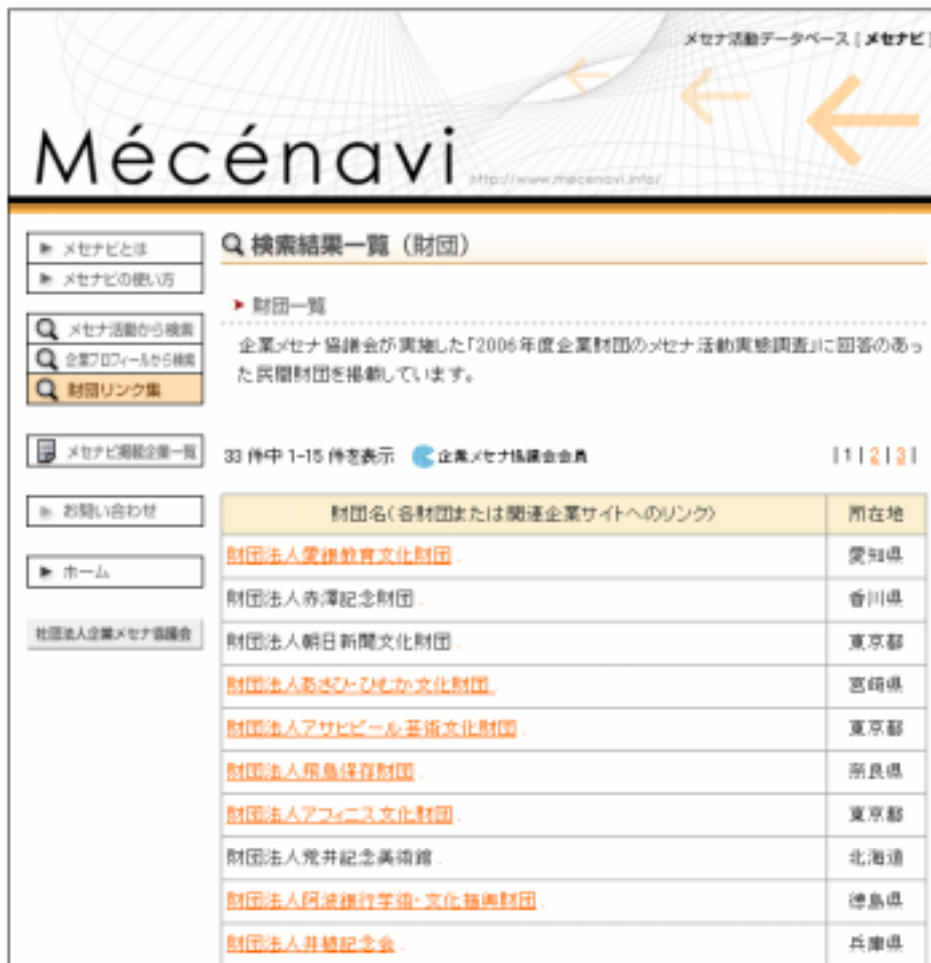 メセナ活動データベース [ メセナビ ]
Mécénavi
http://www.mecenavi.info/
メセナビとは
メセナビの使い方
メセナ活動から検索
企業プロフィールから検索
財団リンク集
メセナビ掲載企業一覧
お問い合わせ
ホーム
社団法人企業メセナ協議会
検索結果一覧（財団）
財団一覧
企業メセナ協議会が実施した「2006年度企業財団のメセナ活動実態調査」に回答のあっ
た民間財団を掲載しています。
33 件中 1-15 件を表示 企業メセナ協議会会員 | 1 | 2 | 3 |
財団名（各財団または関連企業サイトへのリンク） 所在地
財団法人愛銀教育文化財団 . 愛知県
財団法人赤澤記念財団 . 香川県
財団法人朝日新聞文化財団 . 東京都
財団法人あさひ・ひむか文化財団 . 宮崎県
財団法人アサヒビール芸術文化財団 . 東京都
財団法人飛鳥保存財団 . 奈良県
財団法人アフィニス文化財団 . 東京都
財団法人荒井記念美術館 . 北海道
財団法人阿波銀行学術・文化振興財団 . 徳島県
財団法人井植記念会 . 兵庫県